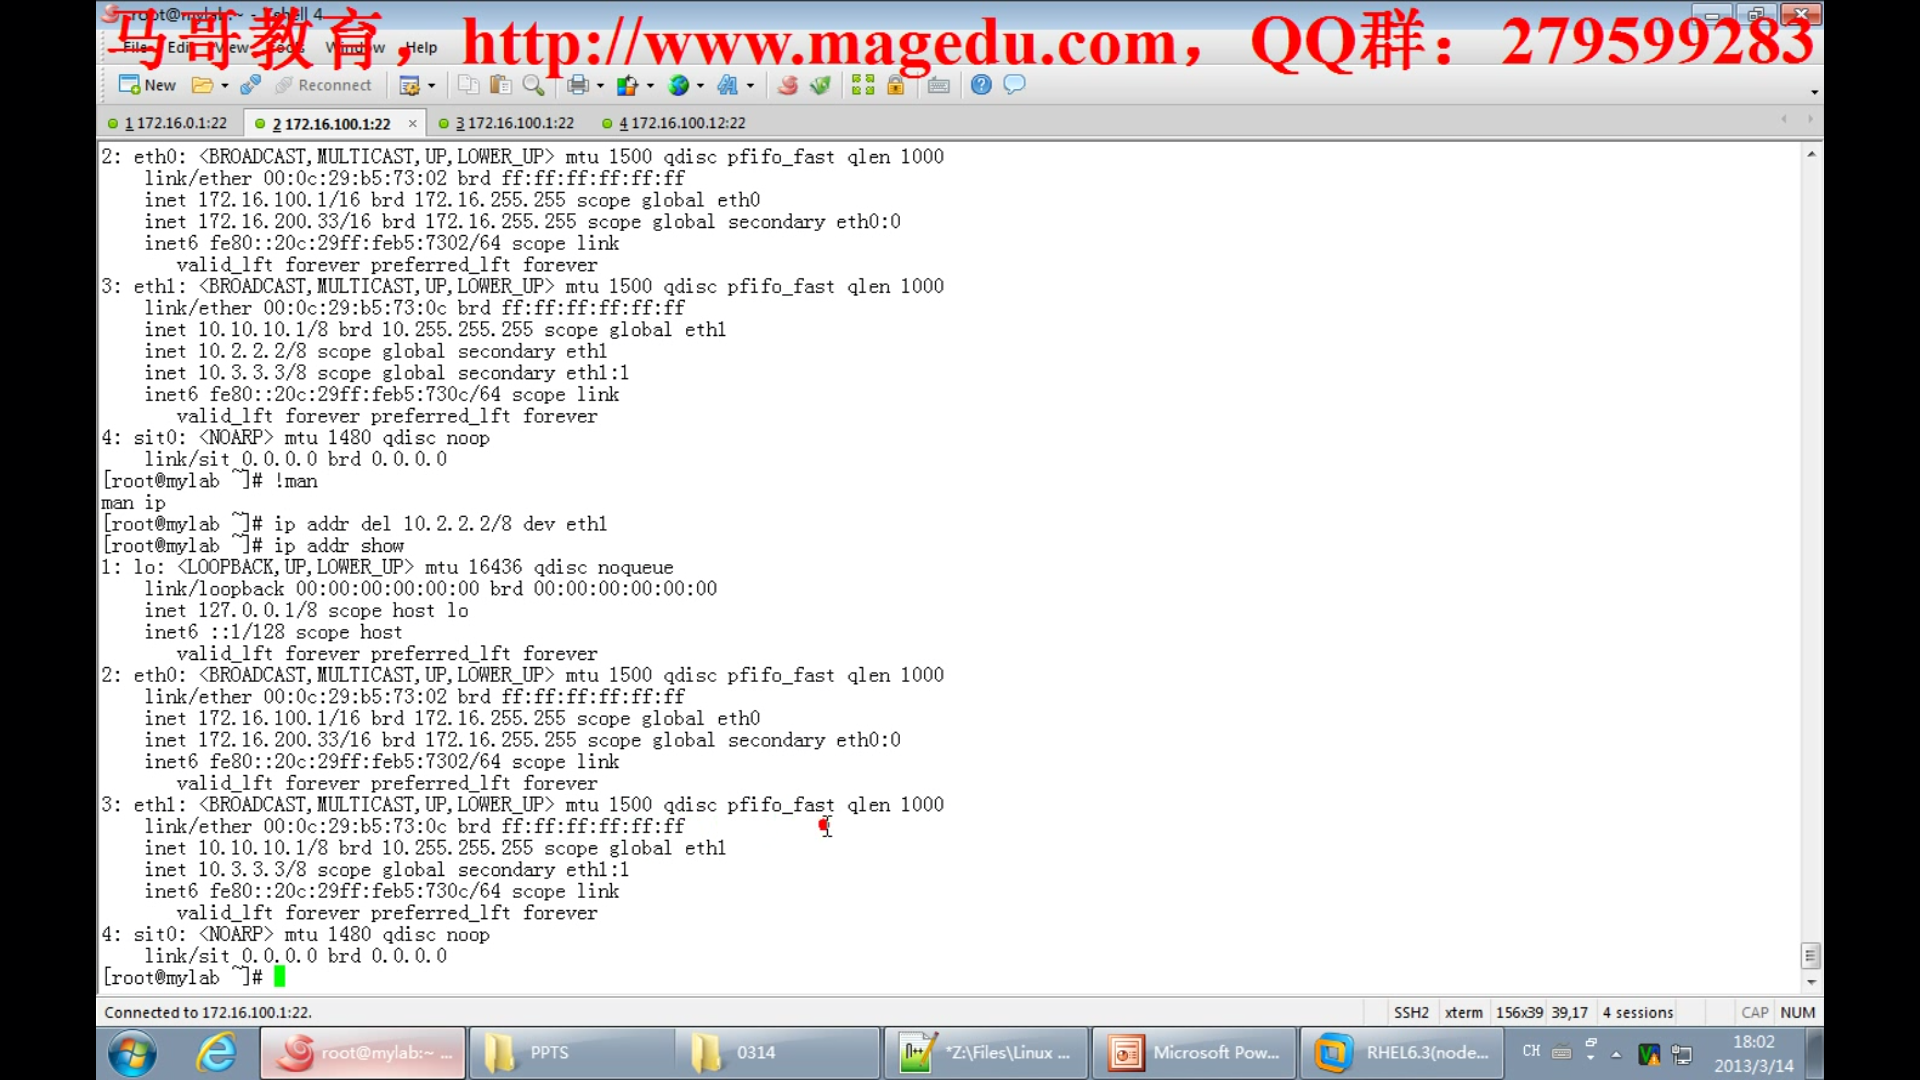 root@mylab:~ - Xshell 4
马哥教育，http://www.magedu.com，QQ群：279599283
File Edit View Tools Window Help
New Reconnect
1 172.16.0.1:22 2 172.16.100.1:22 × 3 172.16.100.1:22 4 172.16.100.12:22
2: eth0: <BROADCAST,MULTICAST,UP,LOWER_UP> mtu 1500 qdisc pfifo_fast qlen 1000
link/ether 00:0c:29:b5:73:02 brd ff:ff:ff:ff:ff:ff
inet 172.16.100.1/16 brd 172.16.255.255 scope global eth0
inet 172.16.200.33/16 brd 172.16.255.255 scope global secondary eth0:0
inet6 fe80::20c:29ff:feb5:7302/64 scope link
valid_lft forever preferred_lft forever
3: eth1: <BROADCAST,MULTICAST,UP,LOWER_UP> mtu 1500 qdisc pfifo_fast qlen 1000
link/ether 00:0c:29:b5:73:0c brd ff:ff:ff:ff:ff:ff
inet 10.10.10.1/8 brd 10.255.255.255 scope global eth1
inet 10.2.2.2/8 scope global secondary eth1
inet 10.3.3.3/8 scope global secondary eth1:1
inet6 fe80::20c:29ff:feb5:730c/64 scope link
valid_lft forever preferred_lft forever
4: sit0: <NOARP> mtu 1480 qdisc noop
link/sit 0.0.0.0 brd 0.0.0.0
[root@mylab ~]# !man
man ip
[root@mylab ~]# ip addr del 10.2.2.2/8 dev eth1
[root@mylab ~]# ip addr show
1: lo: <LOOPBACK,UP,LOWER_UP> mtu 16436 qdisc noqueue
link/loopback 00:00:00:00:00:00 brd 00:00:00:00:00:00
inet 127.0.0.1/8 scope host lo
inet6 ::1/128 scope host
valid_lft forever preferred_lft forever
2: eth0: <BROADCAST,MULTICAST,UP,LOWER_UP> mtu 1500 qdisc pfifo_fast qlen 1000
link/ether 00:0c:29:b5:73:02 brd ff:ff:ff:ff:ff:ff
inet 172.16.100.1/16 brd 172.16.255.255 scope global eth0
inet 172.16.200.33/16 brd 172.16.255.255 scope global secondary eth0:0
inet6 fe80::20c:29ff:feb5:7302/64 scope link
valid_lft forever preferred_lft forever
3: eth1: <BROADCAST,MULTICAST,UP,LOWER_UP> mtu 1500 qdisc pfifo_fast qlen 1000
link/ether 00:0c:29:b5:73:0c brd ff:ff:ff:ff:ff:ff
inet 10.10.10.1/8 brd 10.255.255.255 scope global eth1
inet 10.3.3.3/8 scope global secondary eth1:1
inet6 fe80::20c:29ff:feb5:730c/64 scope link
valid_lft forever preferred_lft forever
4: sit0: <NOARP> mtu 1480 qdisc noop
link/sit 0.0.0.0 brd 0.0.0.0
[root@mylab ~]#
Connected to 172.16.100.1:22. SSH2 xterm 156x39 39,17 4 sessions CAP NUM
root@mylab:~ ... PPTS 0314 *Z:\Files\Linux ... Microsoft Pow... RHEL6.3(node... CH 18:02
2013/3/14